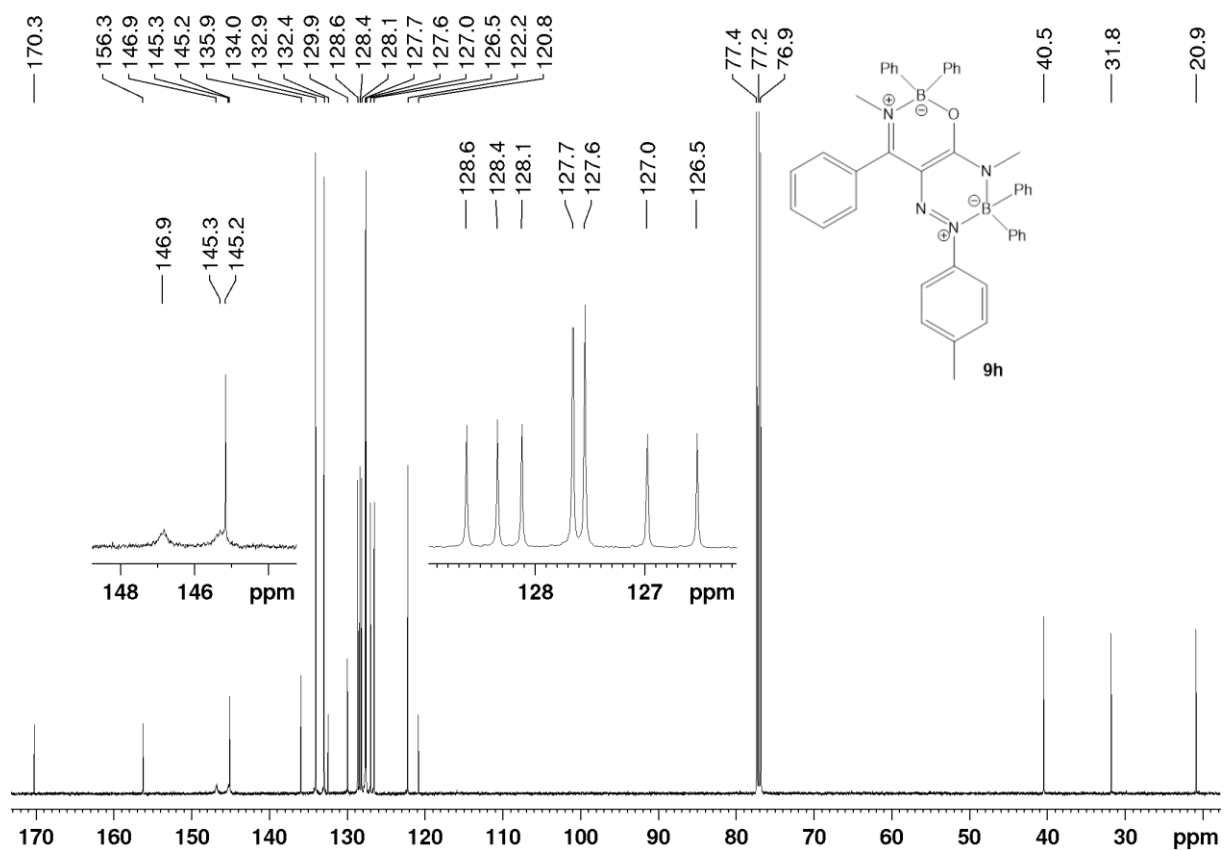 170.3
156.3
146.9
145.3
145.2
135.9
134.0
132.9
132.4
129.9
128.6
128.4
128.1
127.7
127.6
127.0
126.5
122.2
120.8
77.4
77.2
76.9
40.5
31.8
20.9
Ph Ph
B
⊖
N
⊕
O
N
Ph
N
B
⊖
N
⊕
Ph
9h
146.9
145.3
145.2
148 146 ppm
128.6
128.4
128.1
127.7
127.6
127.0
126.5
128 127 ppm
170 160 150 140 130 120 110 100 90 80 70 60 50 40 30 ppm